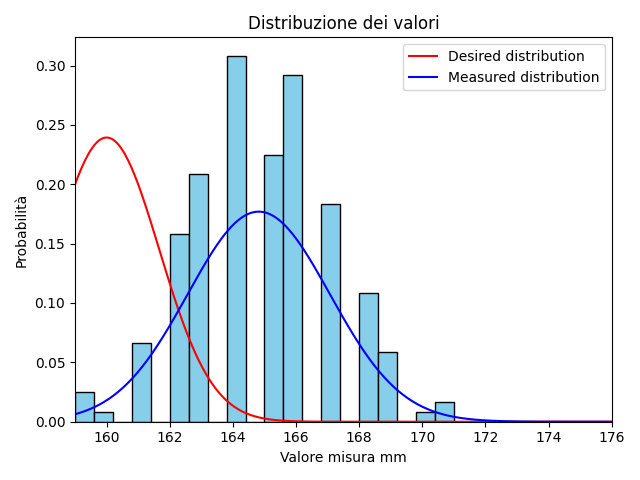 Distribuzione dei valori
Desired distribution
Measured distribution
Probabilità
0.30
0.25
0.20
0.15
0.10
0.05
0.00
160 162 164 166 168 170 172 174 176
Valore misura mm